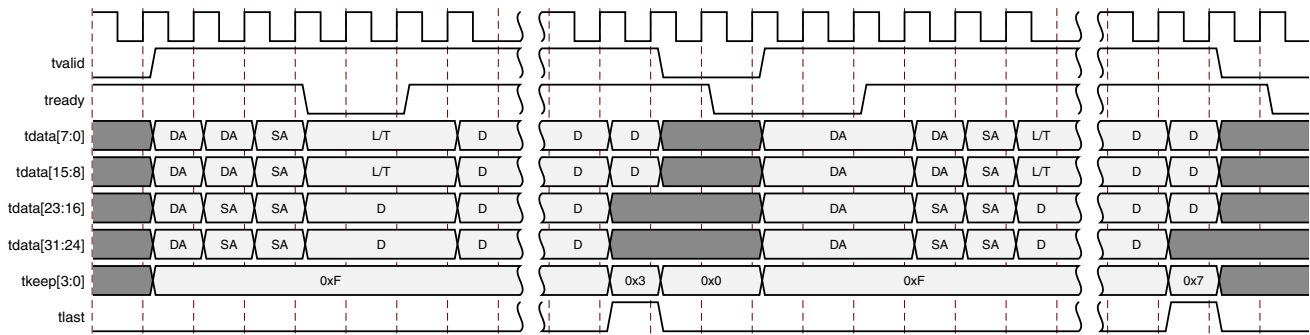 tvalid
tready
tdata[7:0] DA DA SA L/T D D D DA DA SA L/T D D
tdata[15:8] DA DA SA L/T D D D DA DA SA L/T D D
tdata[23:16] DA SA SA D D D DA SA SA D D D
tdata[31:24] DA SA SA D D D DA SA SA D D
tkeep[3:0] 0xF 0x3 0x0 0xF 0x7
tlast